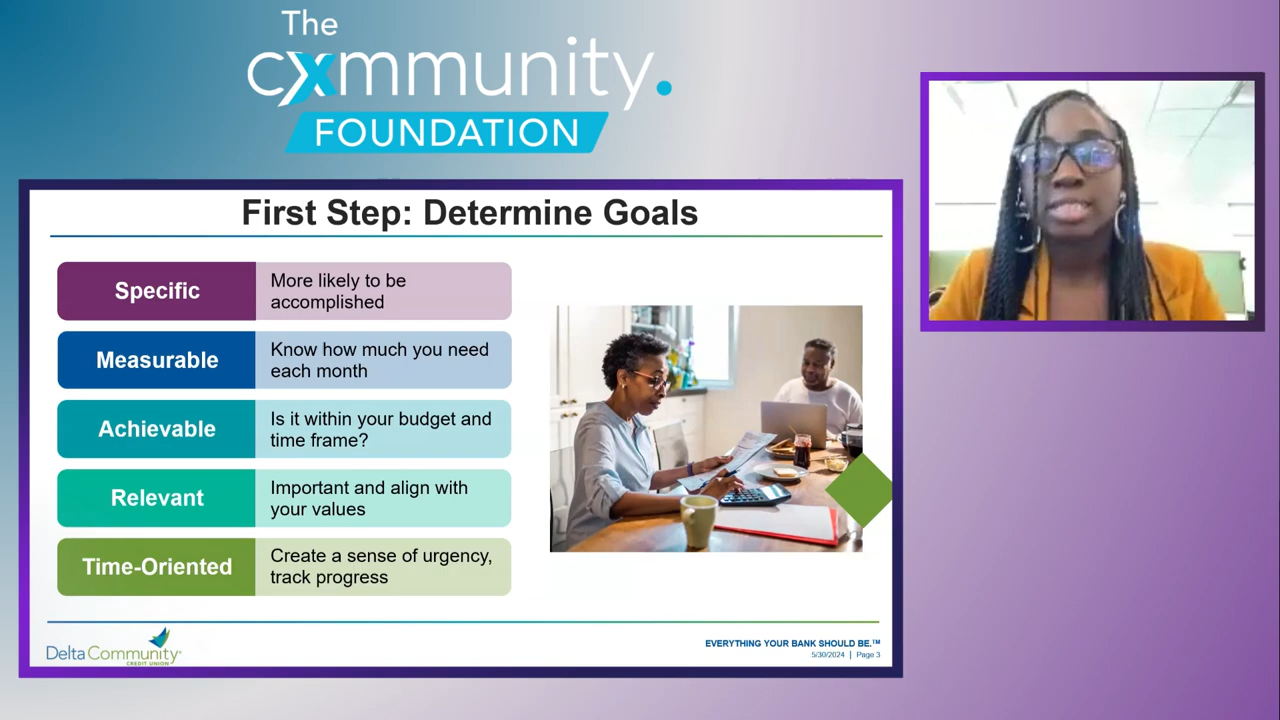 The
cxmmunity.
FOUNDATION
First Step: Determine Goals
Specific
More likely to be
accomplished
Measurable
Know how much you need
each month
Achievable
Is it within your budget and
time frame?
Relevant
Important and align with
your values
Time-Oriented
Create a sense of urgency,
track progress
DeltaCommunity
CREDIT UNION
EVERYTHING YOUR BANK SHOULD BE.™
5/30/2024 | Page 3